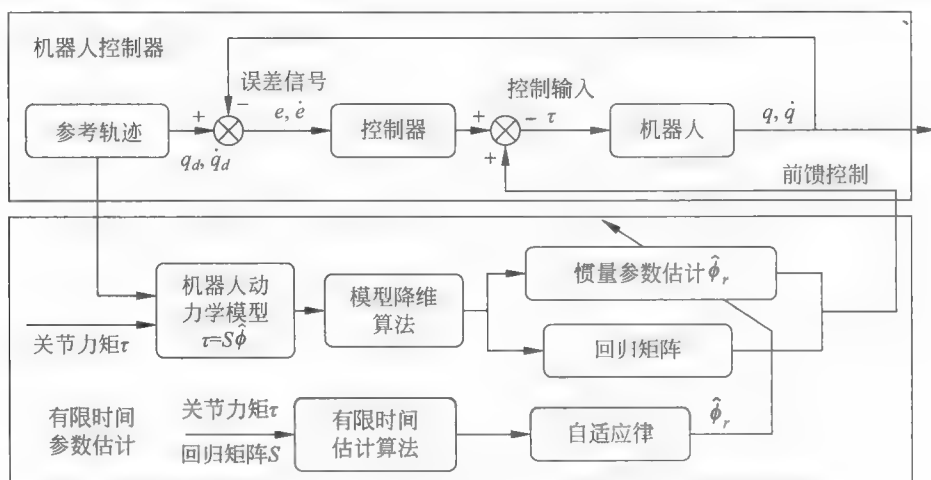 机器人控制器
误差信号
控制输入
参考轨迹
+
−
e, ė
控制器
+
− τ
机器人
q, q̇
q_d, q̇_d
+
前馈控制
机器人动
力学模型
τ=Sϕ̂
模型降维
算法
惯量参数估计ϕ̂_r
回归矩阵
关节力矩τ
有限时间
参数估计
关节力矩τ
回归矩阵S
有限时间
估计算法
自适应律
ϕ̂_r